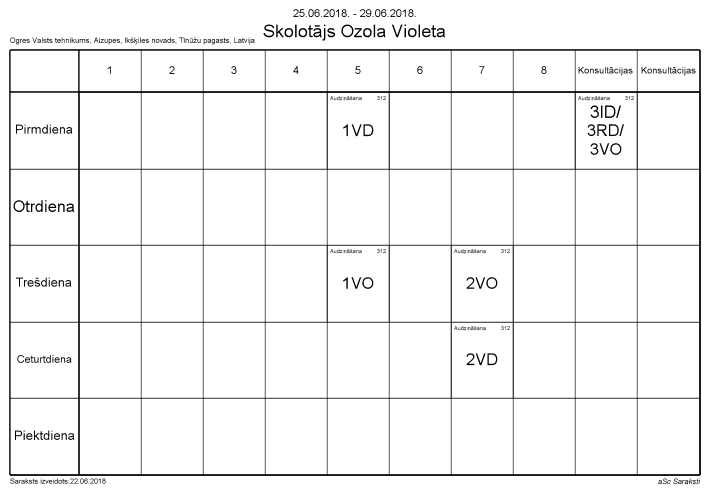 25.06.2018. - 29.06.2018.
Skolotājs Ozola Violeta
Ogres Valsts tehnikums, Aizupes, Ikšķiles novads, Tīnūžu pagasts, Latvija
1 2 3 4 5 6 7 8 Konsultācijas Konsultācijas
Pirmdiena
Audzināšana 312
1VD
Audzināšana 312
3ID/
3RD/
3VO
Otrdiena
Trešdiena
Audzināšana 312
1VO
Audzināšana 312
2VO
Ceturtdiena
Audzināšana 312
2VD
Piektdiena
Saraksts izveidots:22.06.2018
aSc Saraksti